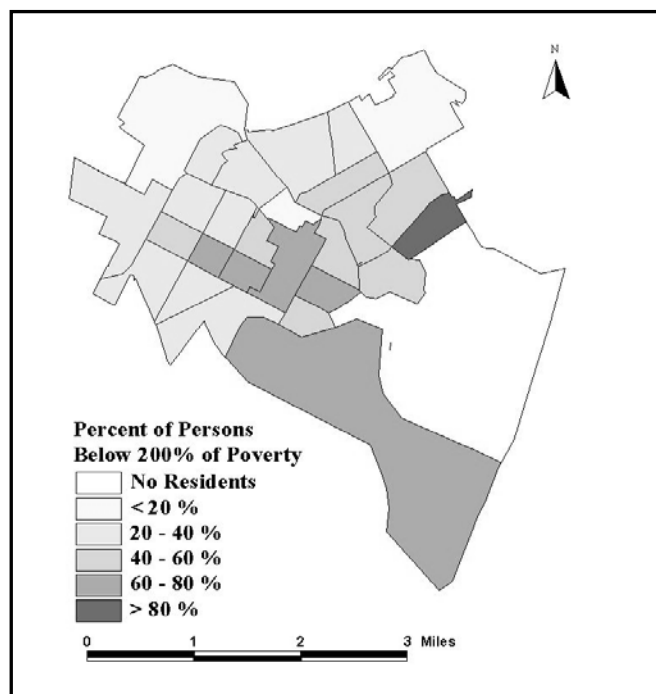 N
Percent of Persons
Below 200% of Poverty
No Residents
<20 %
20 - 40 %
40 - 60 %
60 - 80 %
> 80 %
0 1 2 3 Miles